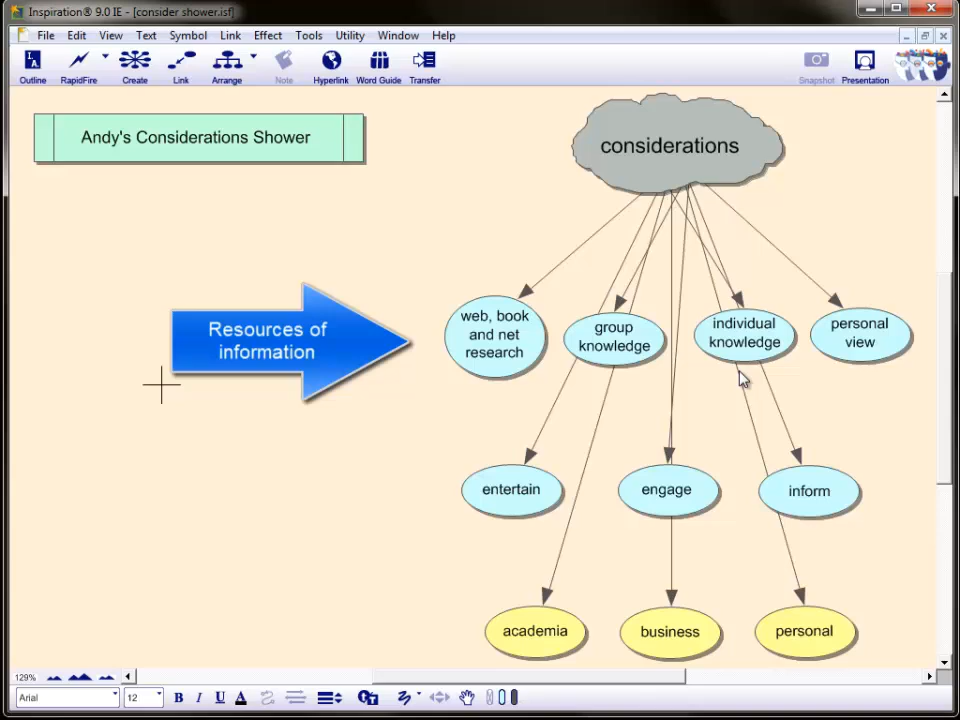 Inspiration® 9.0 IE - [consider shower.isf]
File Edit View Text Symbol Link Effect Tools Utility Window Help
Outline RapidFire Create Link Arrange Note Hyperlink Word Guide Transfer Snapshot Presentation
Andy's Considerations Shower
considerations
Resources of
information
web, book
and net
research
group
knowledge
individual
knowledge
personal
view
entertain
engage
inform
academia
business
personal
129%
Arial 12 B I U A